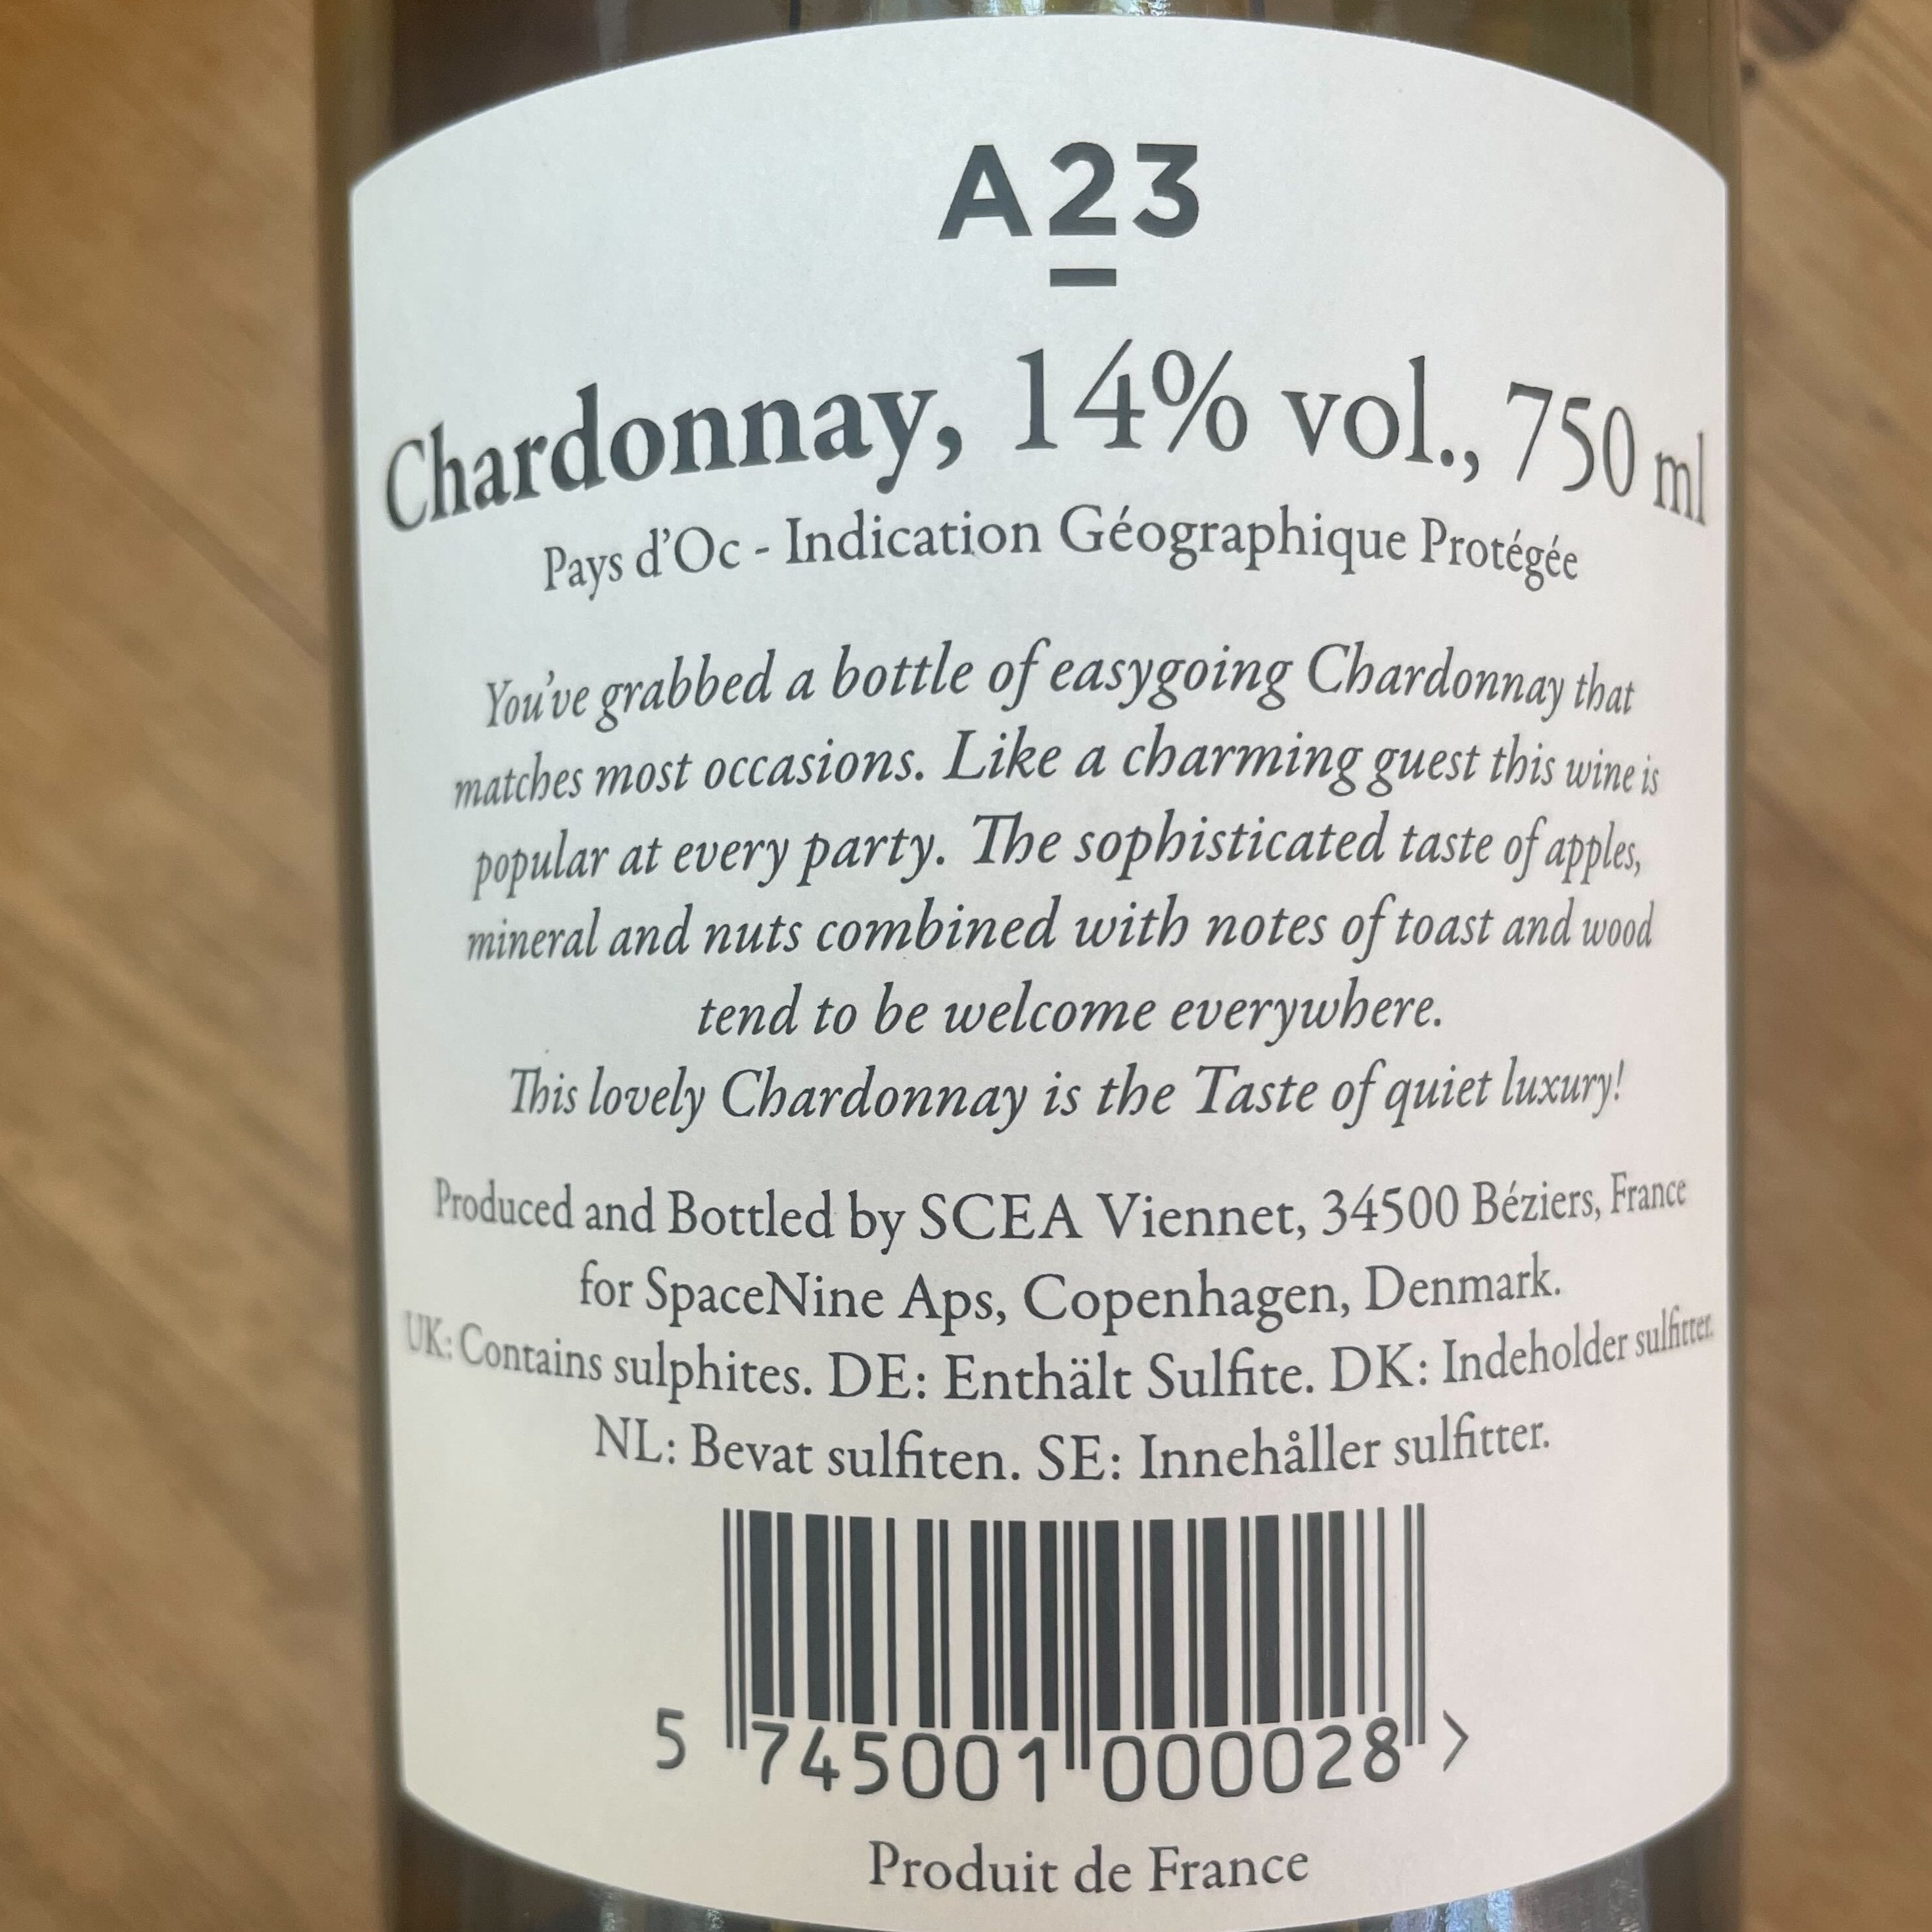 A23
Chardonnay, 14% vol., 750 ml
Pays d'Oc - Indication Géographique Protégée
You've grabbed a bottle of easygoing Chardonnay that
matches most occasions. Like a charming guest this wine is
popular at every party. The sophisticated taste of apples,
mineral and nuts combined with notes of toast and wood
tend to be welcome everywhere.
This lovely Chardonnay is the Taste of quiet luxury!
Produced and Bottled by SCEA Viennet, 34500 Béziers, France
for SpaceNine Aps, Copenhagen, Denmark.
UK: Contains sulphites. DE: Enthält Sulfite. DK: Indeholder sulfitter.
NL: Bevat sulfiten. SE: Innehåller sulfitter.
5 745001 000028 >
Produit de France